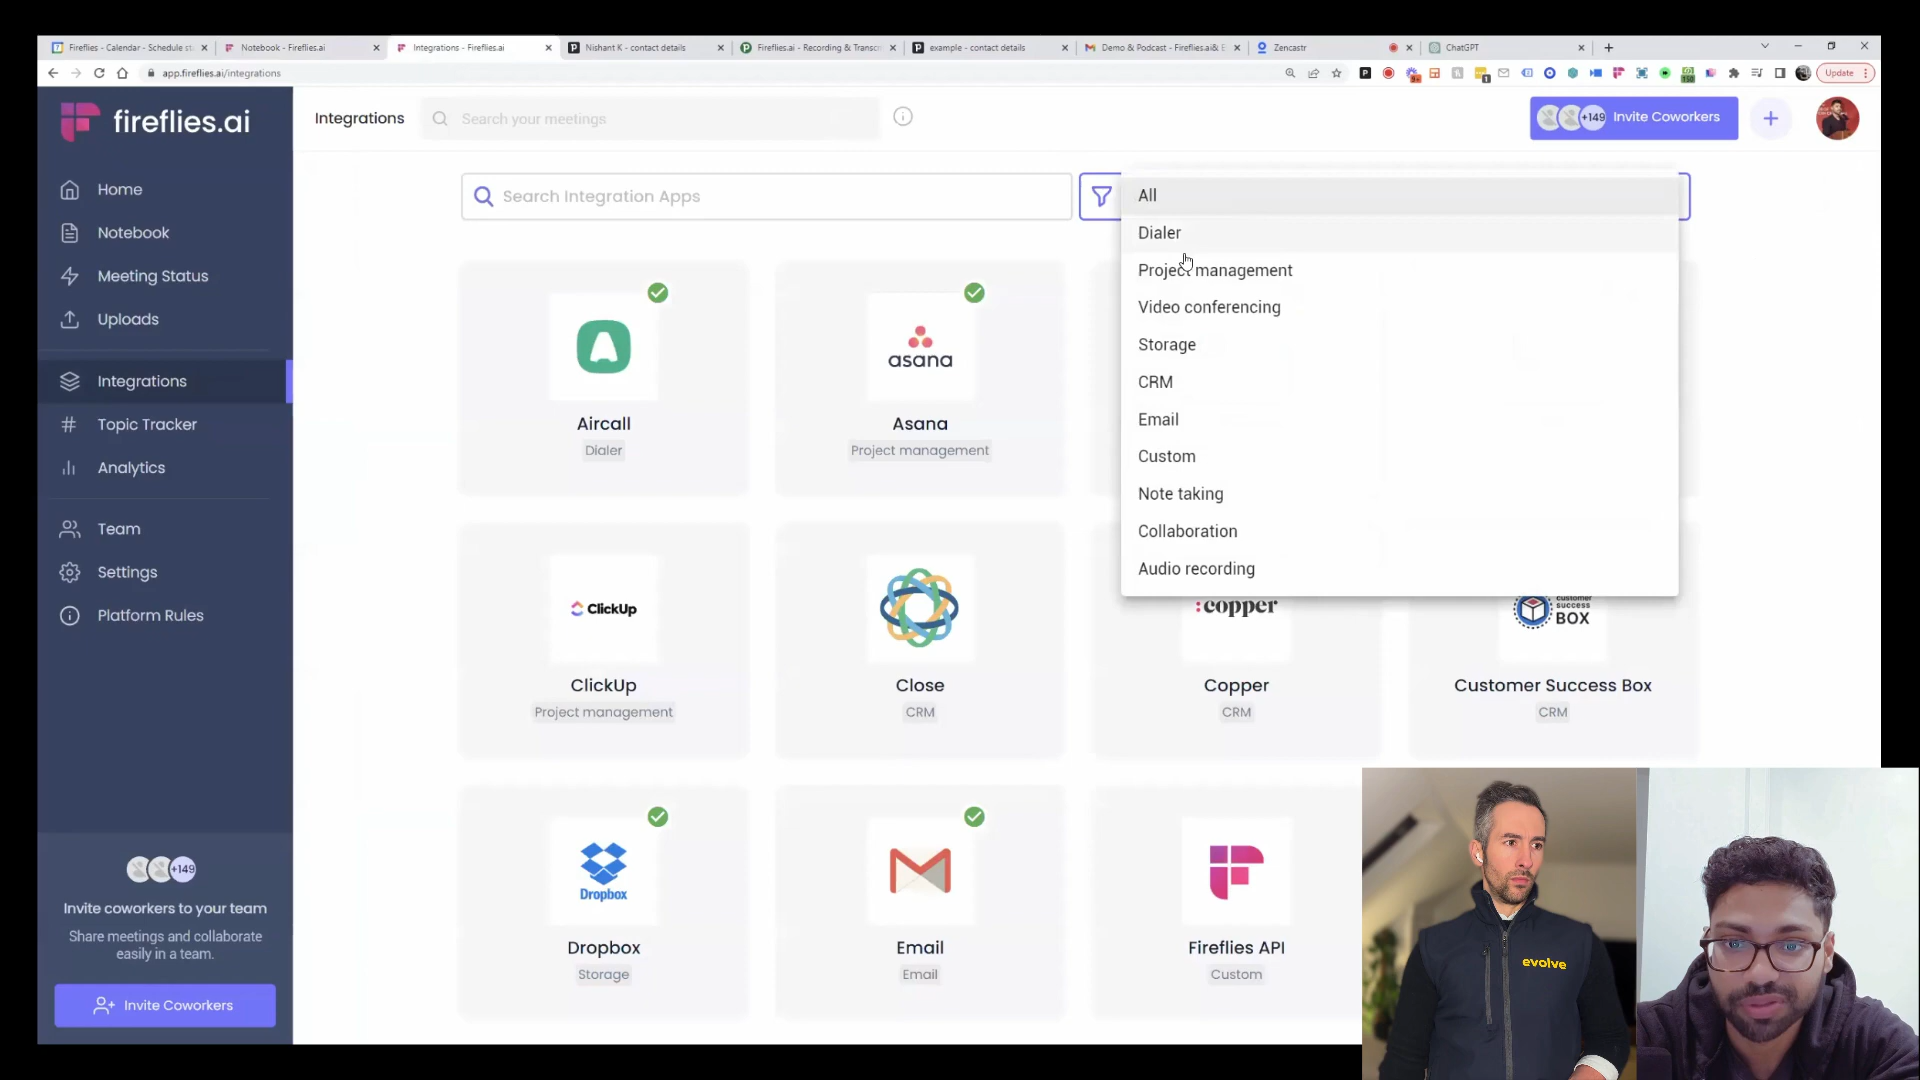 Fireflies - Calendar - Schedule st
Notebook - Fireflies.ai
Integrations - Fireflies.ai
Nishant K - contact details
Fireflies.ai - Recording & Transcri
example - contact details
Demo & Podcast - Fireflies.ai& E
Zencastr
ChatGPT
app.fireflies.ai/integrations
Update
fireflies.ai
Integrations
Search your meetings
+149
Invite Coworkers
Home
Notebook
Meeting Status
Uploads
Integrations
Topic Tracker
Analytics
Team
Settings
Platform Rules
+149
Invite coworkers to your team
Share meetings and collaborate
easily in a team.
Invite Coworkers
Search Integration Apps
All
Dialer
Project management
Video conferencing
Storage
CRM
Email
Custom
Note taking
Collaboration
Audio recording
Aircall
Dialer
asana
Asana
Project management
ClickUp
ClickUp
Project management
Close
CRM
:copper
Copper
CRM
customer
success
BOX
Customer Success Box
CRM
Dropbox
Dropbox
Storage
Email
Email
Fireflies API
Custom
evolve